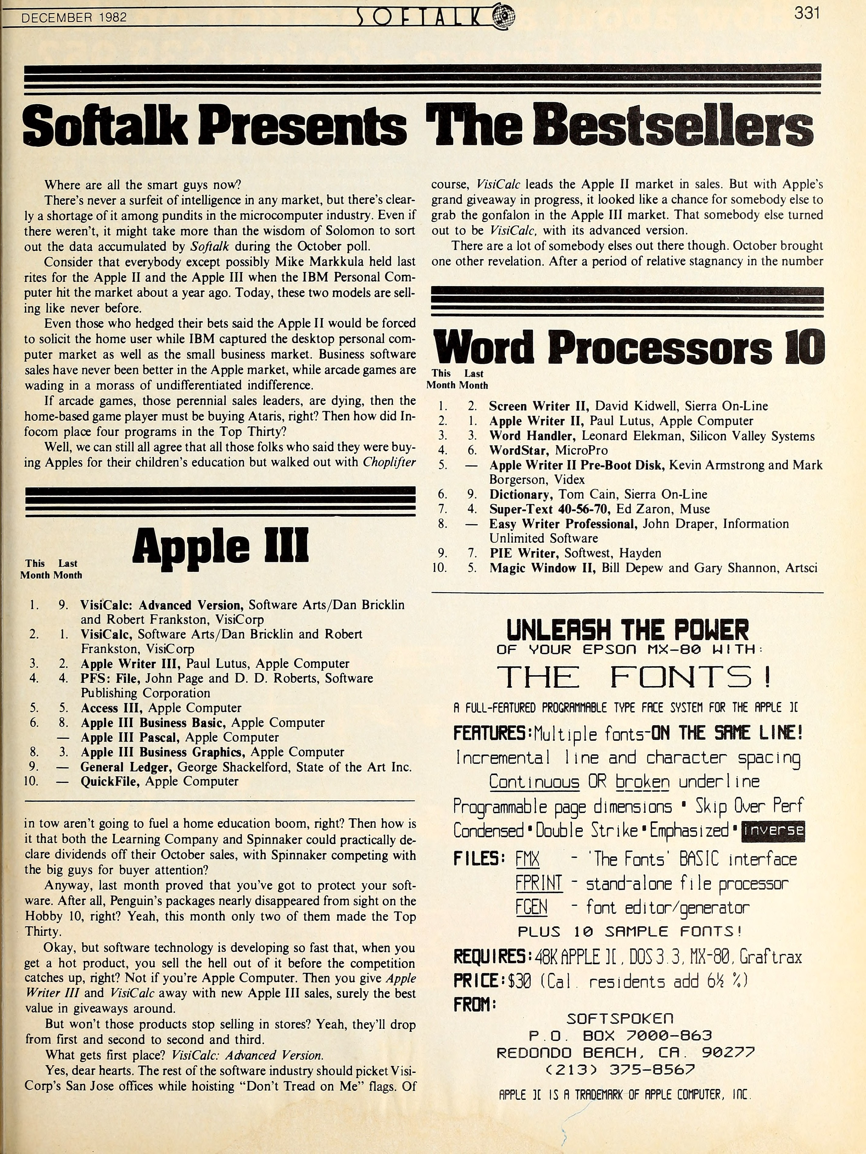 DECEMBER 1982
SOFTALK
331
Softalk Presents The Bestsellers
Where are all the smart guys now?
There's never a surfeit of intelligence in any market, but there's clear-
ly a shortage of it among pundits in the microcomputer industry. Even if
there weren't, it might take more than the wisdom of Solomon to sort
out the data accumulated by Softalk during the October poll.
Consider that everybody except possibly Mike Markkula held last
rites for the Apple II and the Apple III when the IBM Personal Com-
puter hit the market about a year ago. Today, these two models are sell-
ing like never before.
Even those who hedged their bets said the Apple II would be forced
to solicit the home user while IBM captured the desktop personal com-
puter market as well as the small business market. Business software
sales have never been better in the Apple market, while arcade games are
wading in a morass of undifferentiated indifference.
If arcade games, those perennial sales leaders, are dying, then the
home-based game player must be buying Ataris, right? Then how did In-
focom place four programs in the Top Thirty?
Well, we can still all agree that all those folks who said they were buy-
ing Apples for their children's education but walked out with Choplifter
Apple III
This Last
Month Month
1. 9. VisiCalc: Advanced Version, Software Arts/Dan Bricklin
and Robert Frankston, VisiCorp
2. 1. VisiCalc, Software Arts/Dan Bricklin and Robert
Frankston, VisiCorp
3. 2. Apple Writer III, Paul Lutus, Apple Computer
4. 4. PFS: File, John Page and D. D. Roberts, Software
Publishing Corporation
5. 5. Access III, Apple Computer
6. 8. Apple III Business Basic, Apple Computer
— Apple III Pascal, Apple Computer
8. 3. Apple III Business Graphics, Apple Computer
9. — General Ledger, George Shackelford, State of the Art Inc.
10. — QuickFile, Apple Computer
in tow aren't going to fuel a home education boom, right? Then how is
it that both the Learning Company and Spinnaker could practically de-
clare dividends off their October sales, with Spinnaker competing with
the big guys for buyer attention?
Anyway, last month proved that you've got to protect your soft-
ware. After all, Penguin's packages nearly disappeared from sight on the
Hobby 10, right? Yeah, this month only two of them made the Top
Thirty.
Okay, but software technology is developing so fast that, when you
get a hot product, you sell the hell out of it before the competition
catches up, right? Not if you're Apple Computer. Then you give Apple
Writer III and VisiCalc away with new Apple III sales, surely the best
value in giveaways around.
But won't those products stop selling in stores? Yeah, they'll drop
from first and second to second and third.
What gets first place? VisiCalc: Advanced Version.
Yes, dear hearts. The rest of the software industry should picket Visi-
Corp's San Jose offices while hoisting "Don't Tread on Me" flags. Of
course, VisiCalc leads the Apple II market in sales. But with Apple's
grand giveaway in progress, it looked like a chance for somebody else to
grab the gonfalon in the Apple III market. That somebody else turned
out to be VisiCalc, with its advanced version.
There are a lot of somebody elses out there though. October brought
one other revelation. After a period of relative stagnancy in the number
Word Processors 10
This Last
Month Month
1. 2. Screen Writer II, David Kidwell, Sierra On-Line
2. 1. Apple Writer II, Paul Lutus, Apple Computer
3. 3. Word Handler, Leonard Elekman, Silicon Valley Systems
4. 6. WordStar, MicroPro
5. — Apple Writer II Pre-Boot Disk, Kevin Armstrong and Mark
Borgerson, Videx
6. 9. Dictionary, Tom Cain, Sierra On-Line
7. 4. Super-Text 40-56-70, Ed Zaron, Muse
8. — Easy Writer Professional, John Draper, Information
Unlimited Software
9. 7. PIE Writer, Softwest, Hayden
10. 5. Magic Window II, Bill Depew and Gary Shannon, Artsci
UNLEASH THE POWER
OF YOUR EPSON MX-80 WITH:
THE FONTS!
A FULL-FEATURED PROGRAMMABLE TYPE FACE SYSTEM FOR THE APPLE ][
FEATURES: Multiple fonts-ON THE SAME LINE!
Incremental line and character spacing
Continuous OR broken underline
Programmable page dimensions • Skip Over Perf
Condensed • Double Strike • Emphasized • inverse
FILES: FMX - 'The Fonts' BASIC interface
FPRINT - stand-alone file processor
FGEN - font editor/generator
PLUS 10 SAMPLE FONTS!
REQUIRES: 48K APPLE ][, DOS 3.3, MX-80, Graftrax
PRICE: $30 (Cal. residents add 6½ %)
FROM:
SOFTSPOKEN
P.O. BOX 7000-863
REDONDO BEACH, CA. 90277
(213) 375-8567
APPLE ][ IS A TRADEMARK OF APPLE COMPUTER, INC.